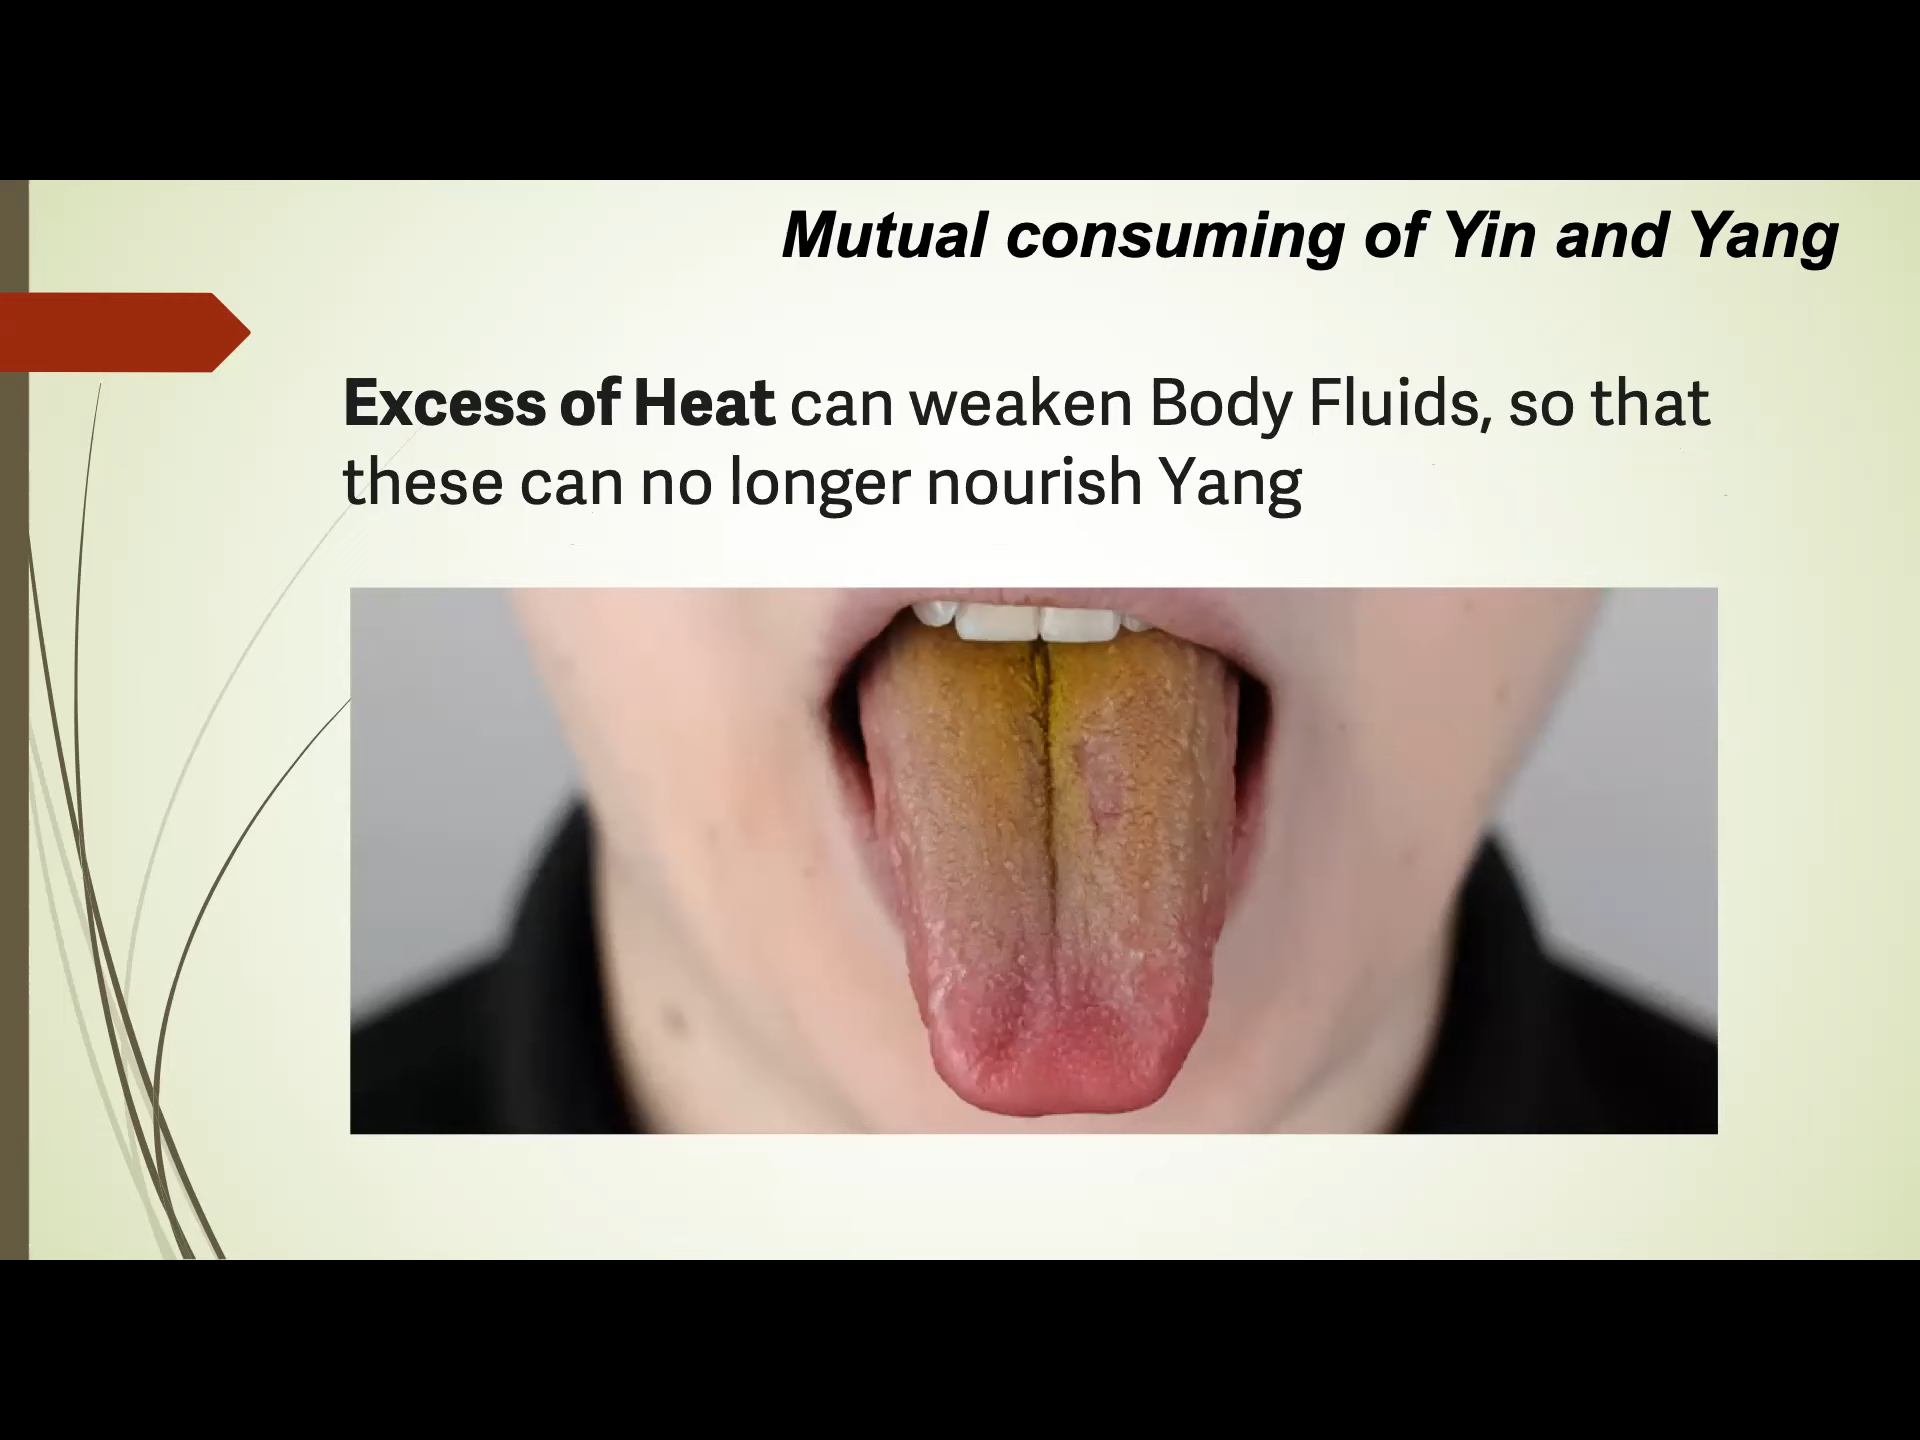 Mutual consuming of Yin and Yang
Excess of Heat can weaken Body Fluids, so that
these can no longer nourish Yang